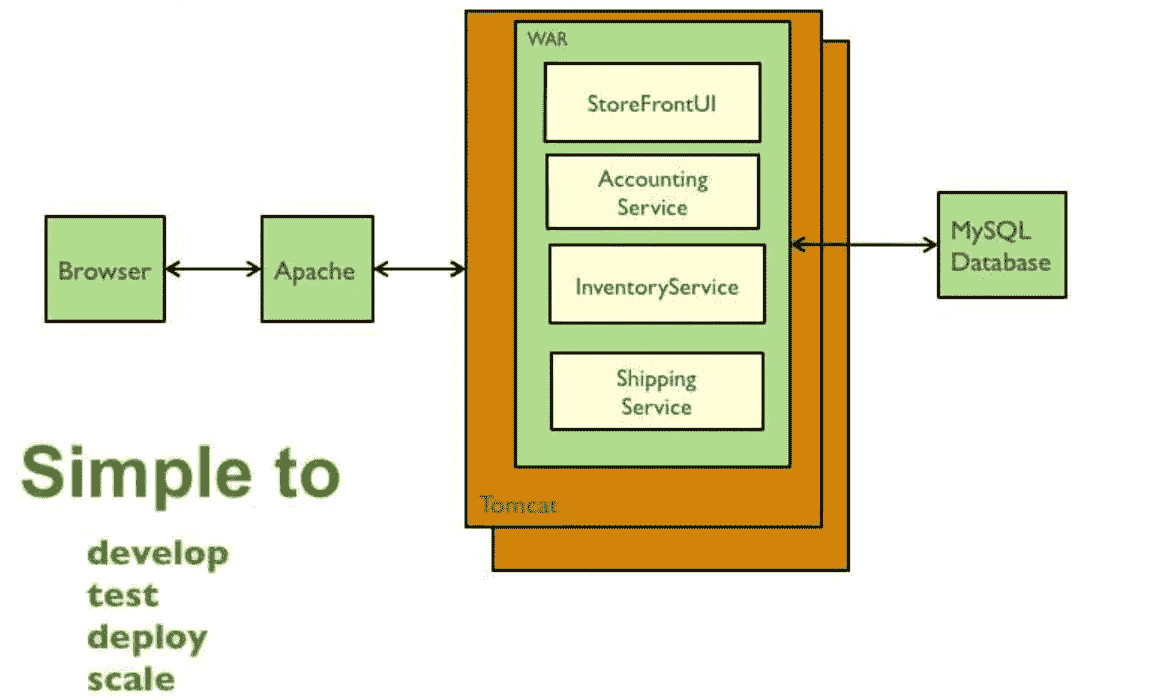 WAR
StoreFrontUI
Accounting
Service
InventoryService
Shipping
Service
Tomcat
Browser
Apache
MySQL
Database
Simple to
develop
test
deploy
scale